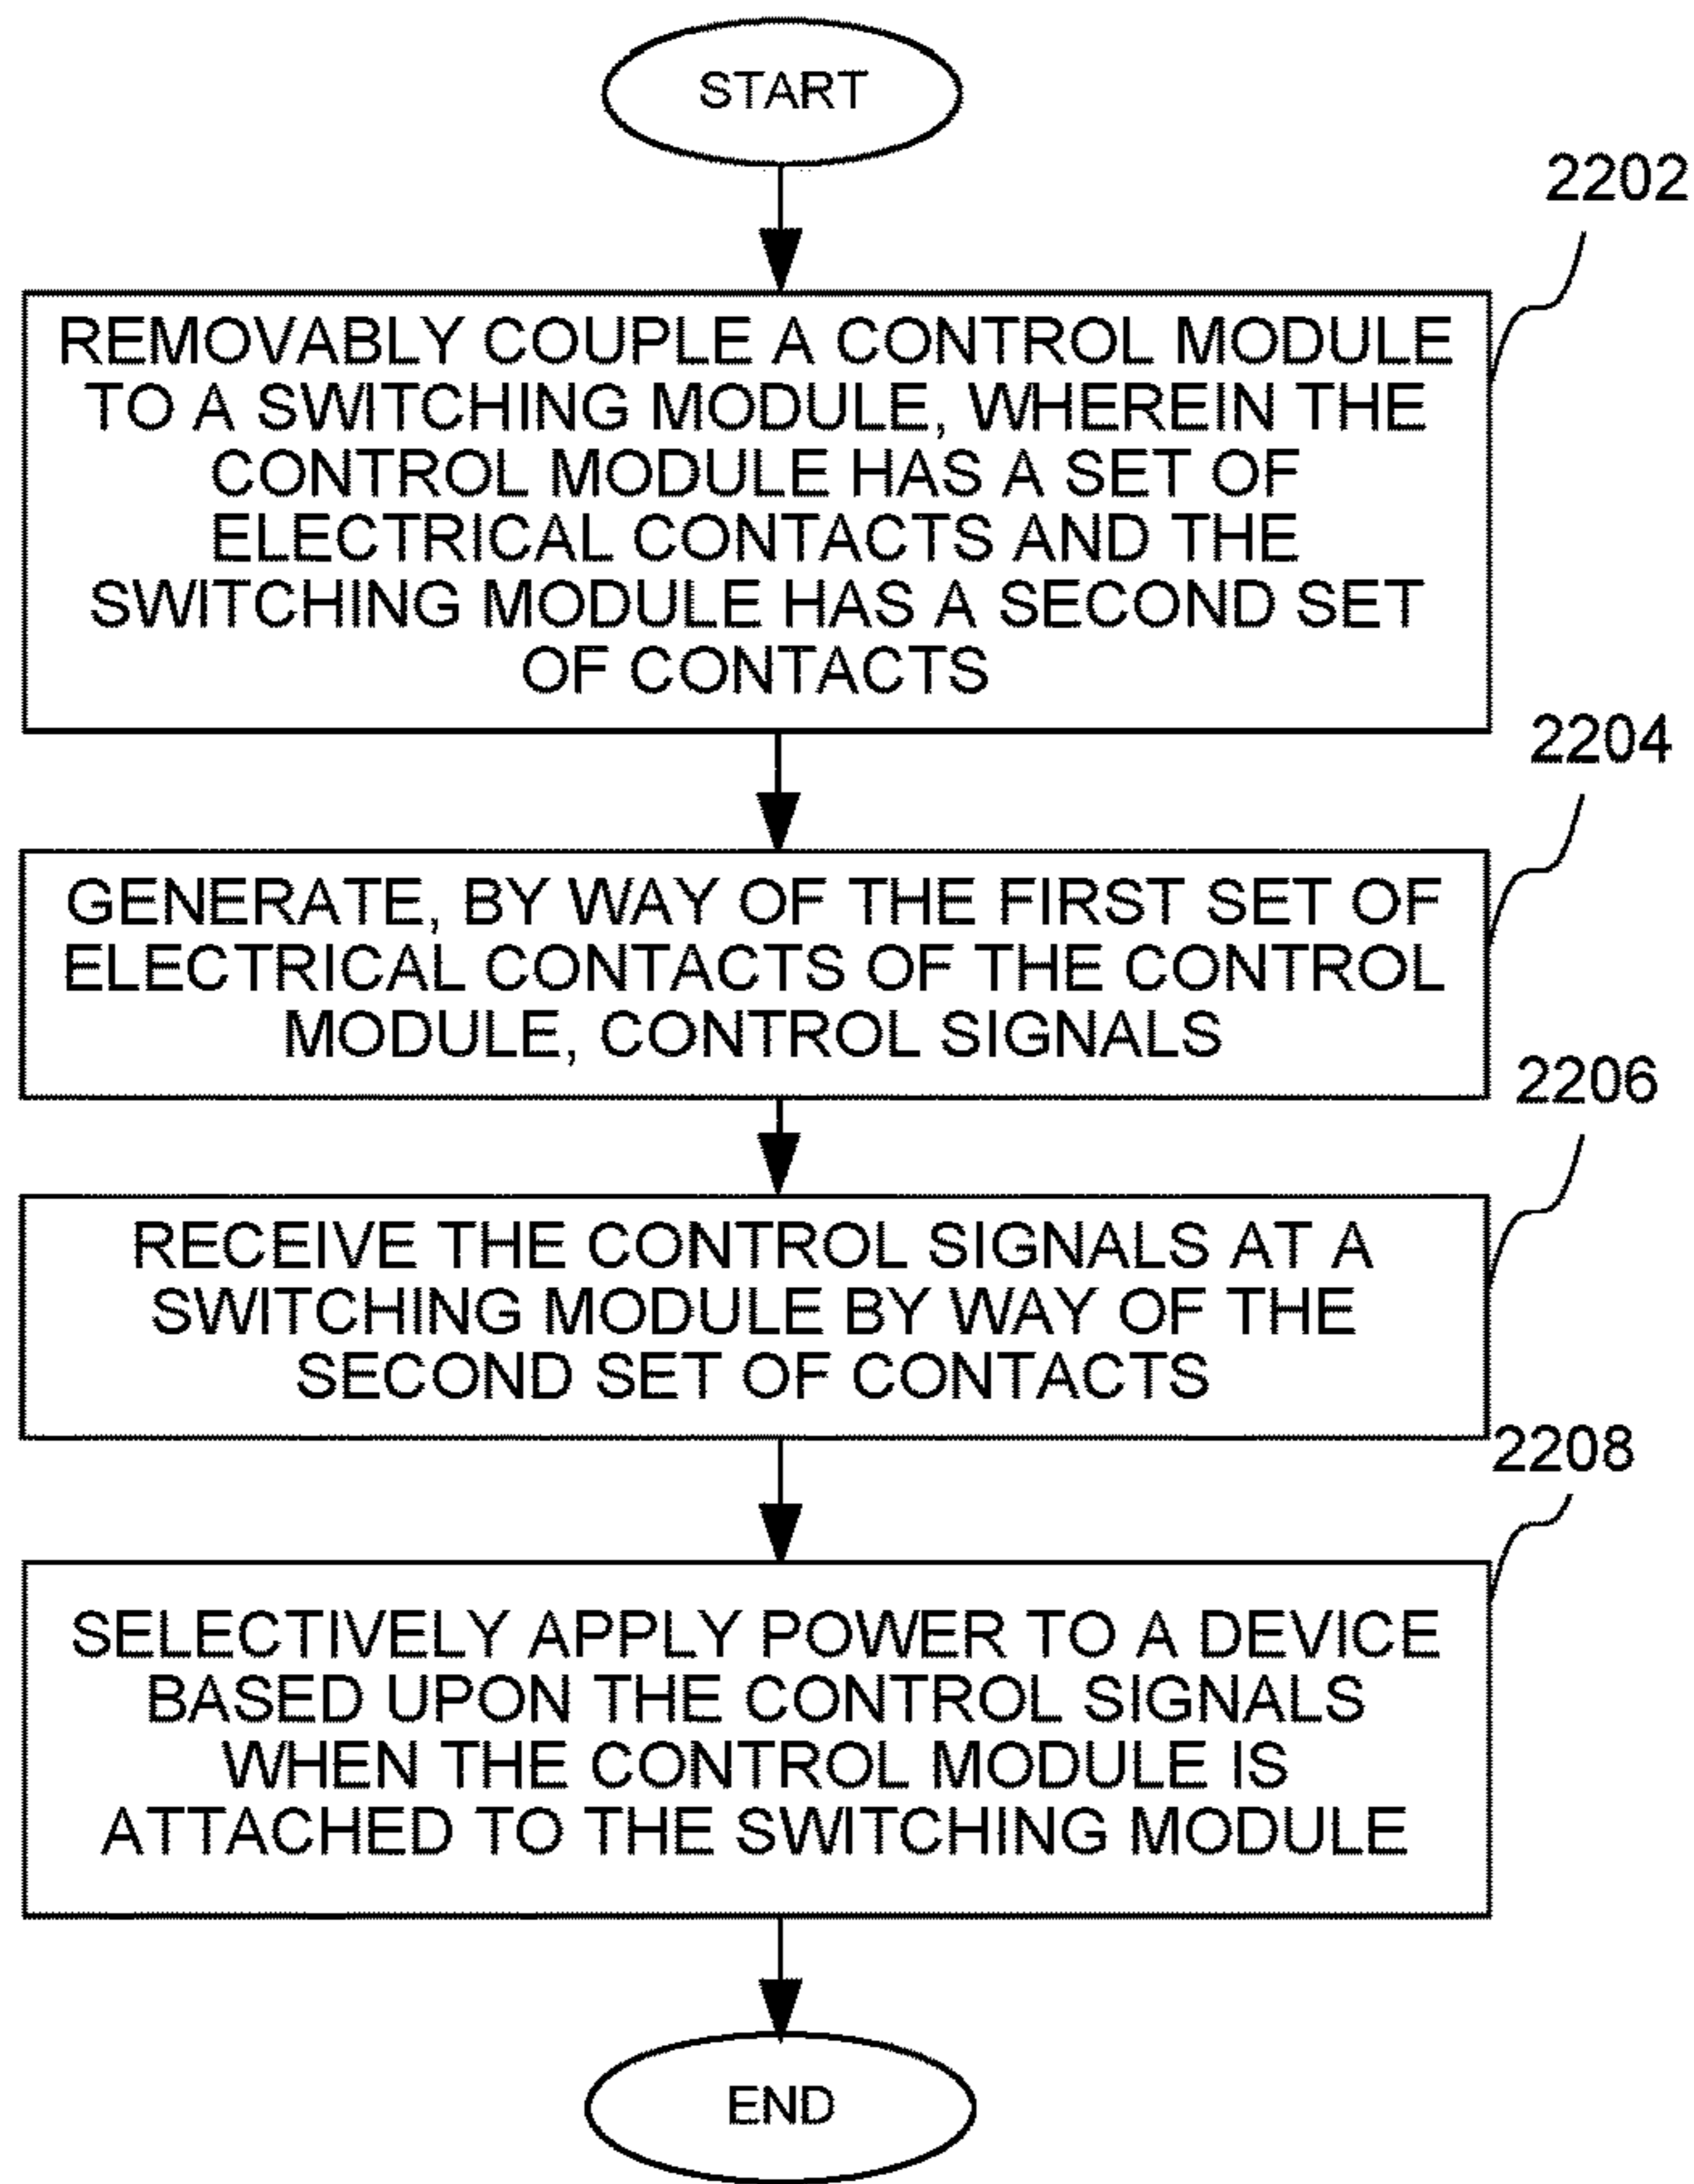 START
2202
REMOVABLY COUPLE A CONTROL MODULE
TO A SWITCHING MODULE, WHEREIN THE
CONTROL MODULE HAS A SET OF
ELECTRICAL CONTACTS AND THE
SWITCHING MODULE HAS A SECOND SET
OF CONTACTS
2204
GENERATE, BY WAY OF THE FIRST SET OF
ELECTRICAL CONTACTS OF THE CONTROL
MODULE, CONTROL SIGNALS
2206
RECEIVE THE CONTROL SIGNALS AT A
SWITCHING MODULE BY WAY OF THE
SECOND SET OF CONTACTS
2208
SELECTIVELY APPLY POWER TO A DEVICE
BASED UPON THE CONTROL SIGNALS
WHEN THE CONTROL MODULE IS
ATTACHED TO THE SWITCHING MODULE
END